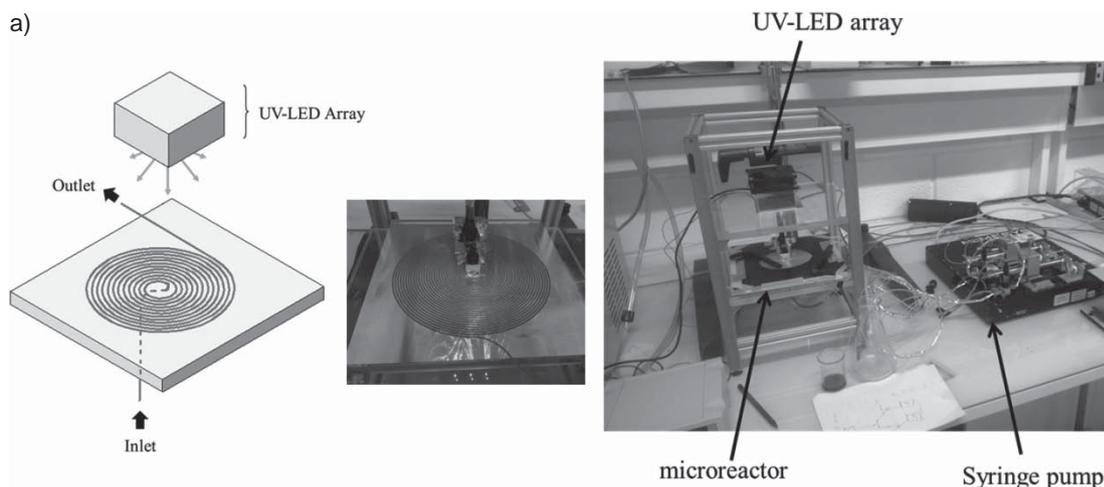 a)
UV-LED array
UV-LED Array
Outlet
Inlet
microreactor
Syringe pump